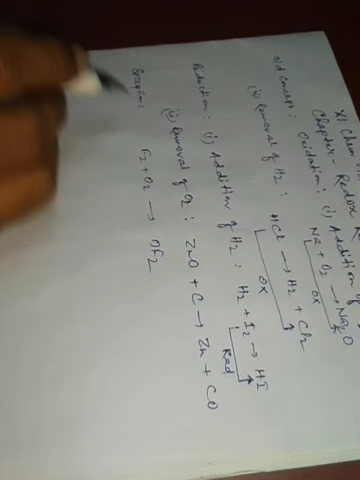 XI Chem
Chapter- Redox R
Old concept: Oxidation: (i) Addition of
Na + O2 → Na2O
OX
(ii) Removal of H2: HCl → H2 + Cl2
OX
Reduction: (i) Addition of H2: H2 + I2 → HI
Red
(ii) Removal of O2: ZnO + C → Zn + CO
F2 + O2 → OF2